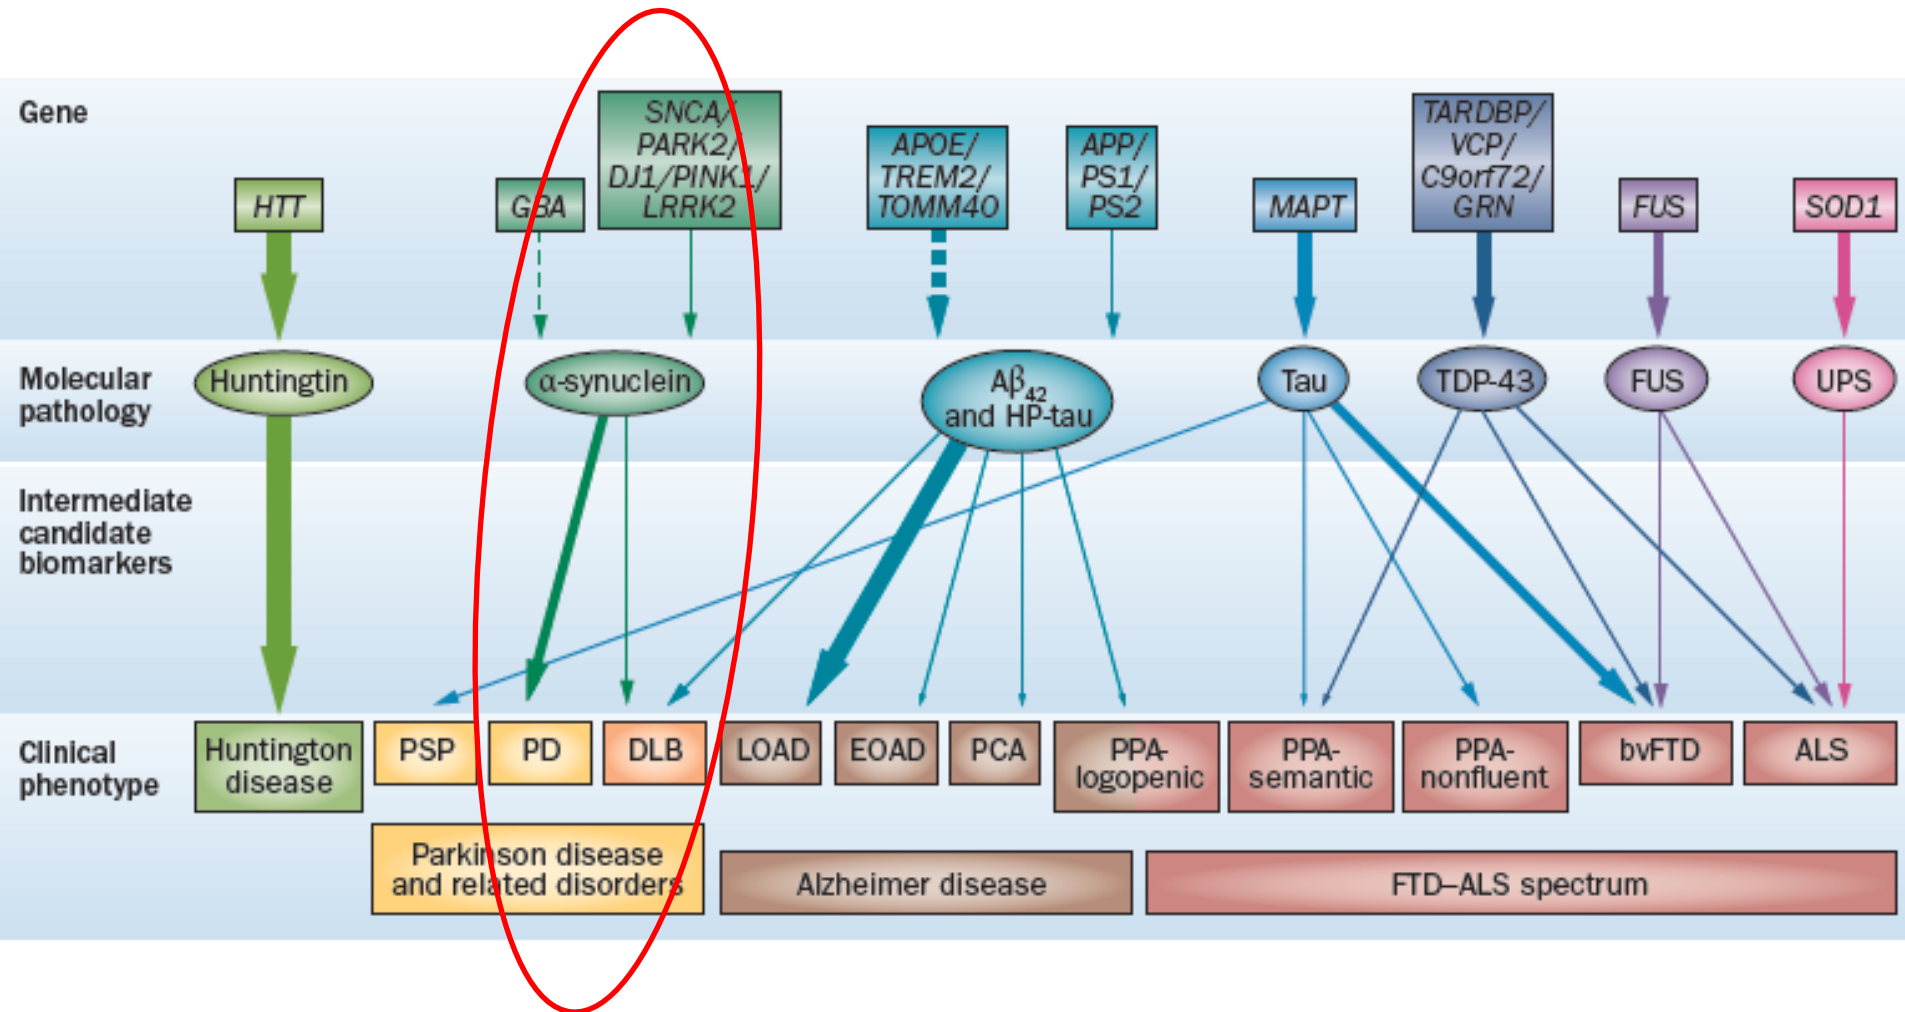 Gene
HTT
GBA
SNCA/
PARK2/
DJ1/PINK1/
LRRK2
APOE/
TREM2/
TOMM40
APP/
PS1/
PS2
MAPT
TARDBP/
VCP/
C9orf72/
GRN
FUS
SOD1
Molecular
pathology
Huntingtin
α-synuclein
Aβ42
and HP-tau
Tau
TDP-43
FUS
UPS
Intermediate
candidate
biomarkers
Clinical
phenotype
Huntington
disease
PSP
PD
DLB
LOAD
EOAD
PCA
PPA-
logopenic
PPA-
semantic
PPA-
nonfluent
bvFTD
ALS
Parkinson disease
and related disorders
Alzheimer disease
FTD–ALS spectrum